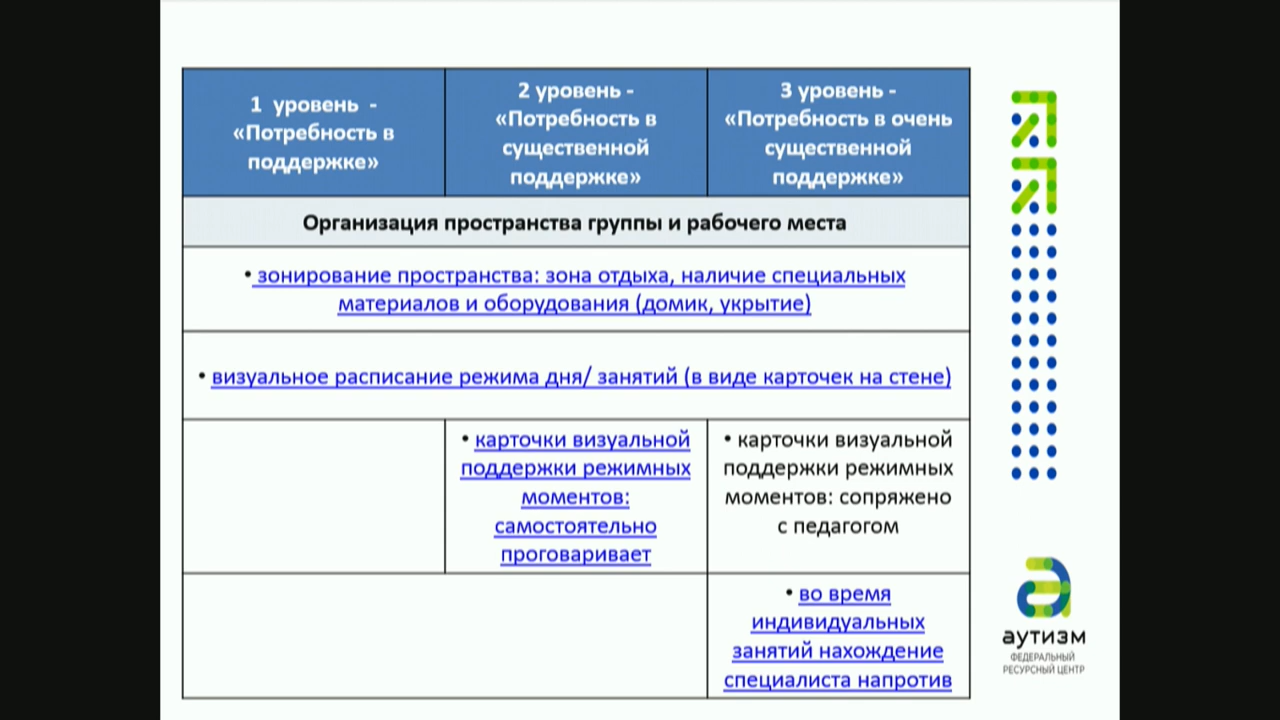 1 уровень -
«Потребность в
поддержке»
2 уровень -
«Потребность в
существенной
поддержке»
3 уровень -
«Потребность в очень
существенной
поддержке»
Организация пространства группы и рабочего места
• зонирование пространства: зона отдыха, наличие специальных
материалов и оборудования (домик, укрытие)
• визуальное расписание режима дня/ занятий (в виде карточек на стене)
• карточки визуальной
поддержки режимных
моментов:
самостоятельно
проговаривает
• карточки визуальной
поддержки режимных
моментов: сопряжено
с педагогом
• во время
индивидуальных
занятий нахождение
специалиста напротив
аутизм
ФЕДЕРАЛЬНЫЙ
РЕСУРСНЫЙ ЦЕНТР